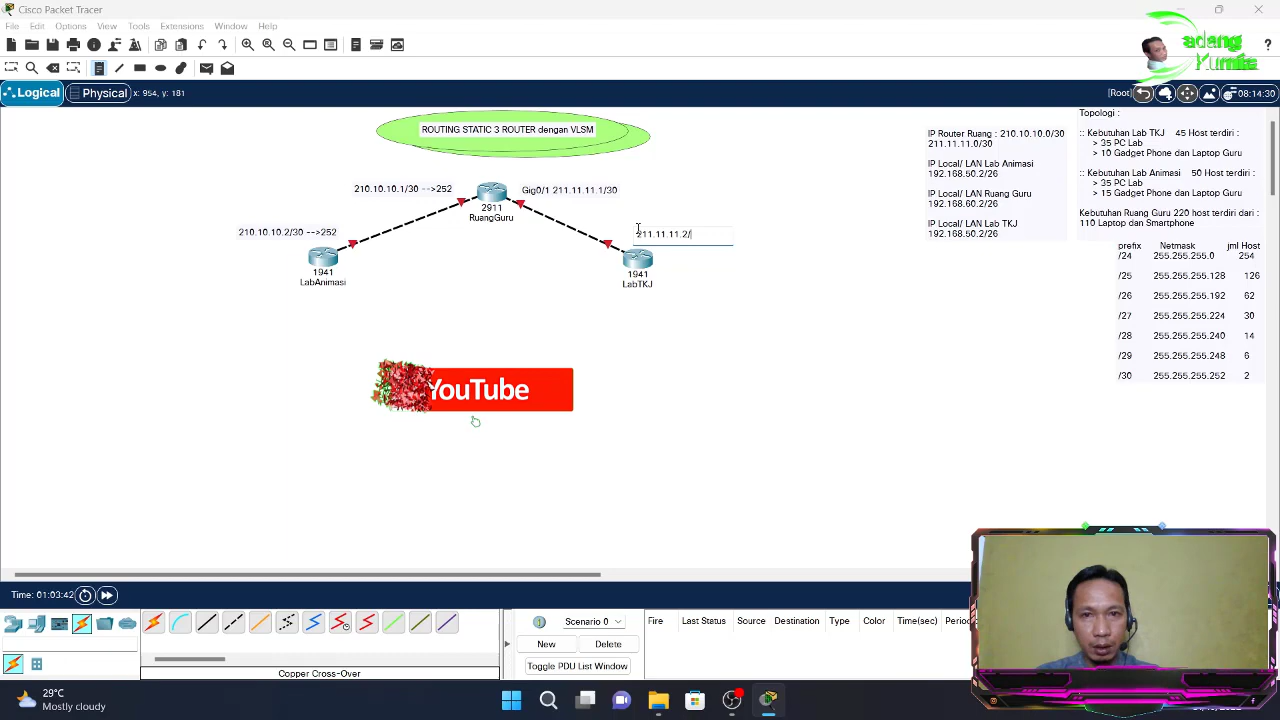 Cisco Packet Tracer
File Edit Options View Tools Extensions Window Help
adang
Kurnia
?
Logical Physical x: 954, y: 181
[Root] 08:14:30
ROUTING STATIC 3 ROUTER dengan VLSM
210.10.10.1/30 -->252
Gig0/1 211.11.11.1/30
2911
RuangGuru
210.10.10.2/30 -->252
211.11.11.2/
1941
LabAnimasi
1941
LabTKJ
IP Router Ruang : 210.10.10.0/30
211.11.11.0/30
IP Local/ LAN Lab Animasi
192.168.50.2/26
IP Local/ LAN Ruang Guru
192.168.60.2/26
IP Local/ LAN Lab TKJ
192.168.50.2/26
Topologi :
:: Kebutuhan Lab TKJ 45 Host terdiri :
> 35 PC Lab
> 10 Gadget Phone dan Laptop Guru
:: Kebutuhan Lab Animasi 50 Host terdiri :
> 35 PC Lab
> 15 Gadget Phone dan Laptop Guru
Kebutuhan Ruang Guru 220 host terdiri dari :
110 Laptop dan Smartphone
prefix Netmask jml Host
/24 255.255.255.0 254
/25 255.255.255.128 126
/26 255.255.255.192 62
/27 255.255.255.224 30
/28 255.255.255.240 14
/29 255.255.255.248 6
/30 255.255.255.252 2
YouTube
Time: 01:03:42
Scenario 0
New Delete
Toggle PDU List Window
Fire Last Status Source Destination Type Color Time(sec)
Copper Cross-Over
29°C
Mostly cloudy